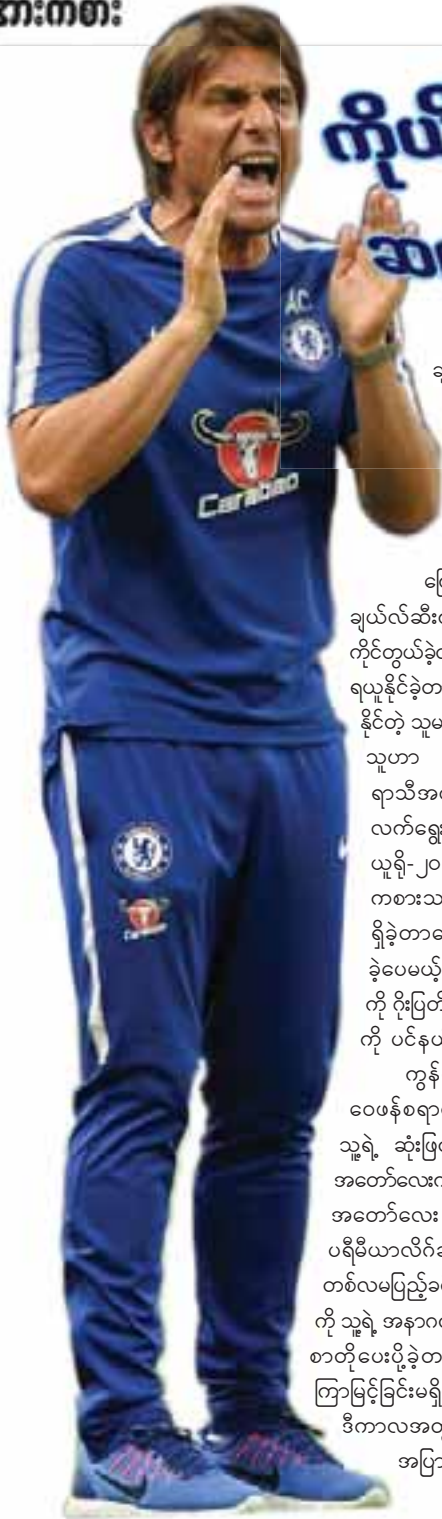 အားကစား
ကိုယ်
AC
Carabao
ချယ်လ်ဆီး
ကိုင်တွယ်ခဲ့
ရယူနိုင်ခဲ့တ
နိုင်တဲ့ သူမ
သူဟာ
ရာသီအ
လက်ရွေး
ယူရို-၂၀
ကစားသ
ရှိခဲ့တာ
ခဲ့ပေမယ့်
ကို ဂိုးပြတ်
ကို ပင်နယ
ကွန်
ဝေဖန်စရာ
သူ့ရဲ့ ဆုံးဖြ
အတော်လေး
အတော်လေး
ပရီမီယာလိဂ်
တစ်လမပြည့်ခ
ကို သူ့ရဲ့ အနာဂ
စာတိုပေးပို့ခဲ့တ
ကြာမြင့်ခြင်းမရှိ
ဒီကာလအတွ
အပြာ